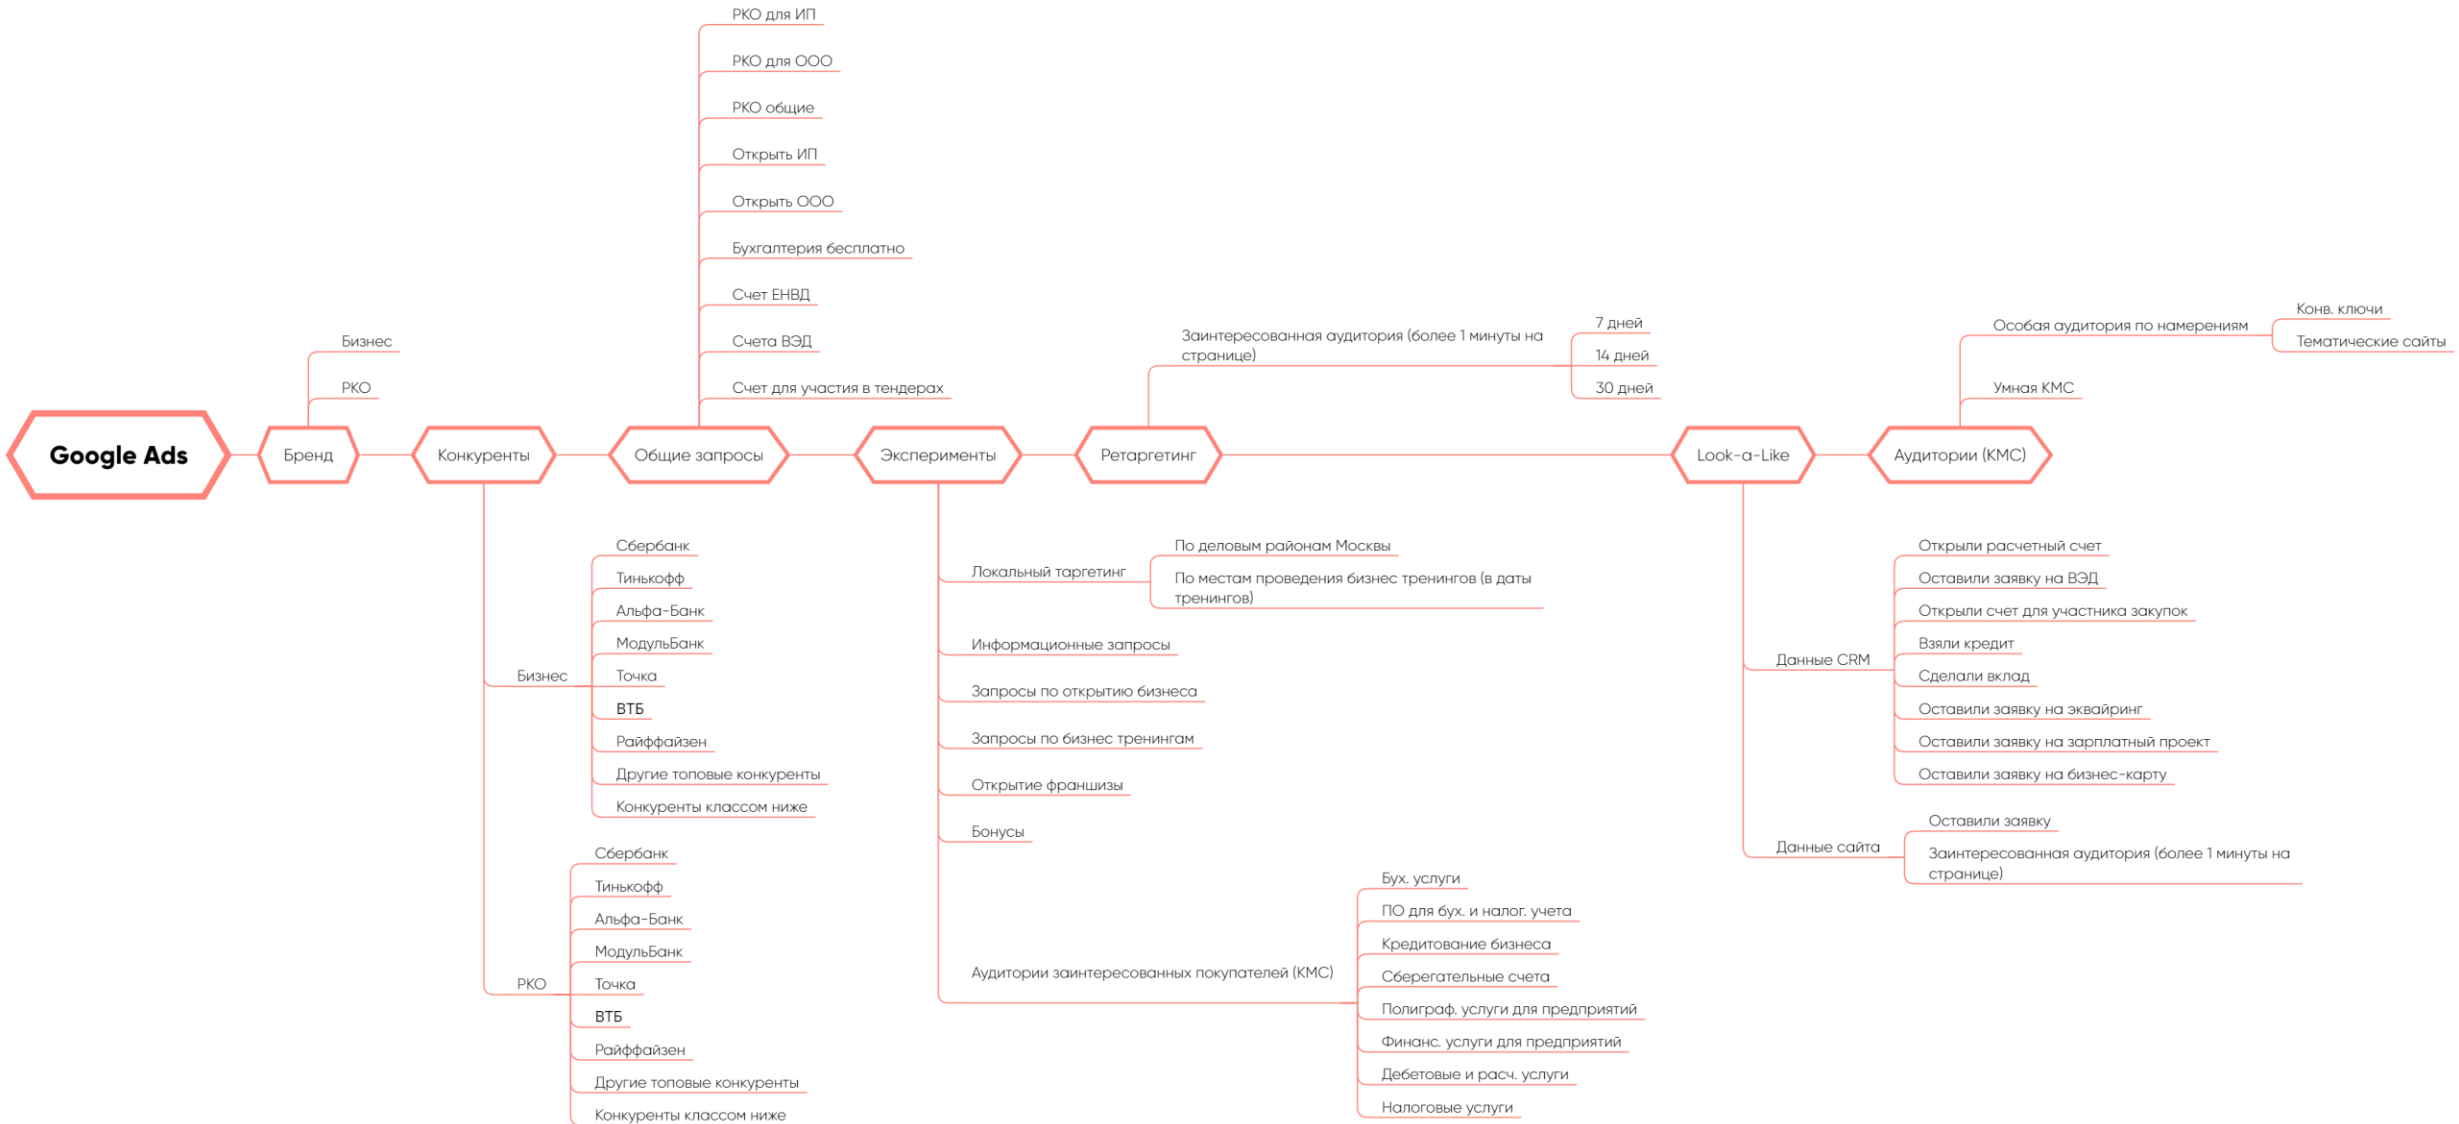 Google Ads
Бренд
Бизнес
РКО
Конкуренты
Бизнес
Сбербанк
Тинькофф
Альфа-Банк
МодульБанк
Точка
ВТБ
Райффайзен
Другие топовые конкуренты
Конкуренты классом ниже
РКО
Сбербанк
Тинькофф
Альфа-Банк
МодульБанк
Точка
ВТБ
Райффайзен
Другие топовые конкуренты
Конкуренты классом ниже
Общие запросы
РКО для ИП
РКО для ООО
РКО общие
Открыть ИП
Открыть ООО
Бухгалтерия бесплатно
Счет ЕНВД
Счета ВЭД
Счет для участия в тендерах
Эксперименты
Локальный таргетинг
По деловым районам Москвы
По местам проведения бизнес тренингов (в даты
тренингов)
Информационные запросы
Запросы по открытию бизнеса
Запросы по бизнес тренингам
Открытие франшизы
Бонусы
Аудитории заинтересованных покупателей (КМС)
Бух. услуги
ПО для бух. и налог. учета
Кредитование бизнеса
Сберегательные счета
Полиграф. услуги для предприятий
Финанс. услуги для предприятий
Дебетовые и расч. услуги
Налоговые услуги
Ретаргетинг
Заинтересованная аудитория (более 1 минуты на
странице)
7 дней
14 дней
30 дней
Look-a-Like
Данные CRM
Открыли расчетный счет
Оставили заявку на ВЭД
Открыли счет для участника закупок
Взяли кредит
Сделали вклад
Оставили заявку на эквайринг
Оставили заявку на зарплатный проект
Оставили заявку на бизнес-карту
Данные сайта
Оставили заявку
Заинтересованная аудитория (более 1 минуты на
странице)
Аудитории (КМС)
Особая аудитория по намерениям
Конв. ключи
Тематические сайты
Умная КМС